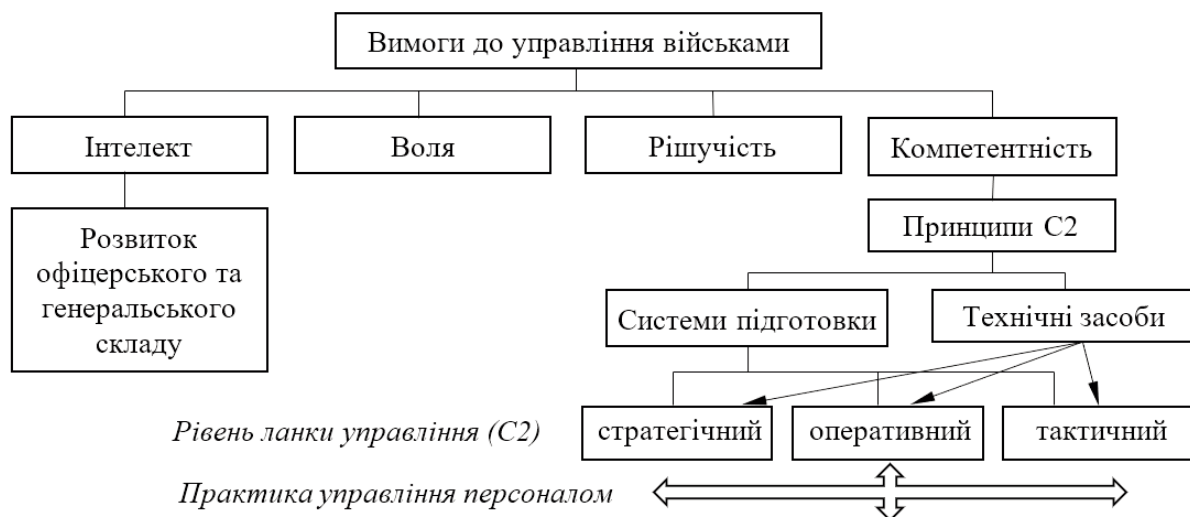 Вимоги до управління військами
Інтелект
Воля
Рішучість
Компетентність
Розвиток
офіцерського та
генеральського
складу
Принципи С2
Системи підготовки
Технічні засоби
Рівень ланки управління (С2)
стратегічний
оперативний
тактичний
Практика управління персоналом